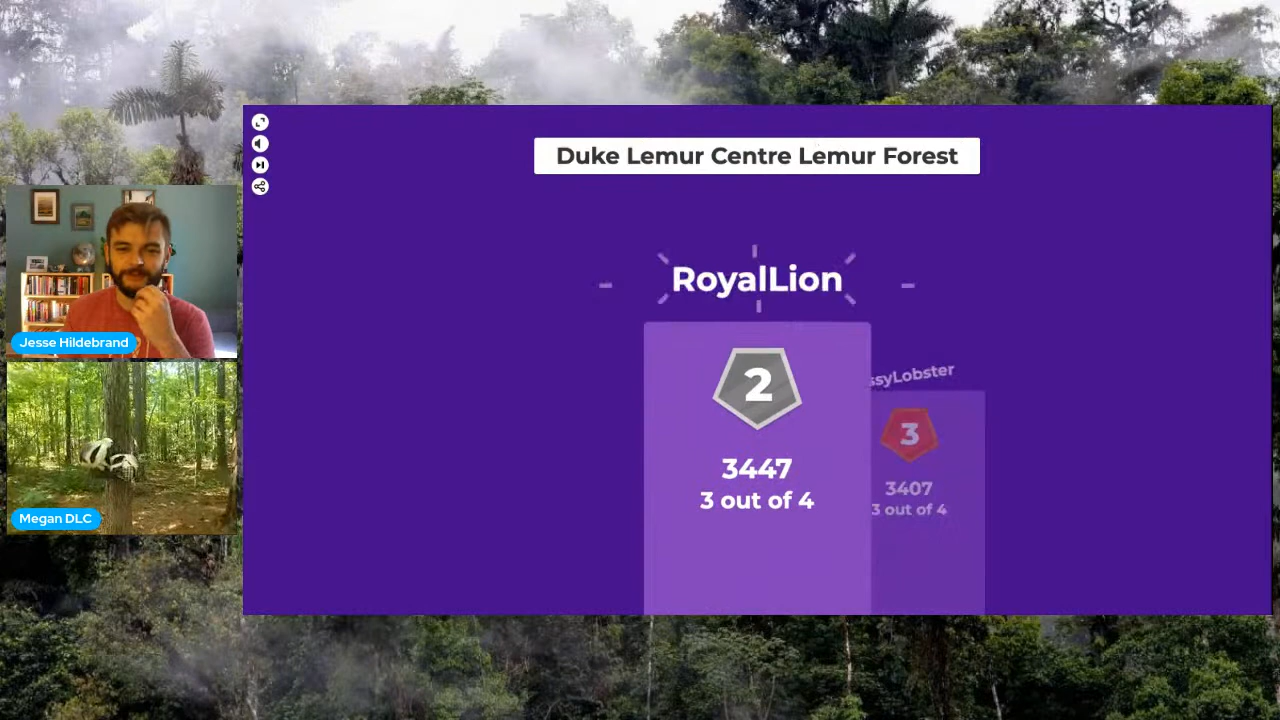 Duke Lemur Centre Lemur Forest
RoyalLion
2
3447
3 out of 4
ssyLobster
3
3407
3 out of 4
Jesse Hildebrand
Megan DLC